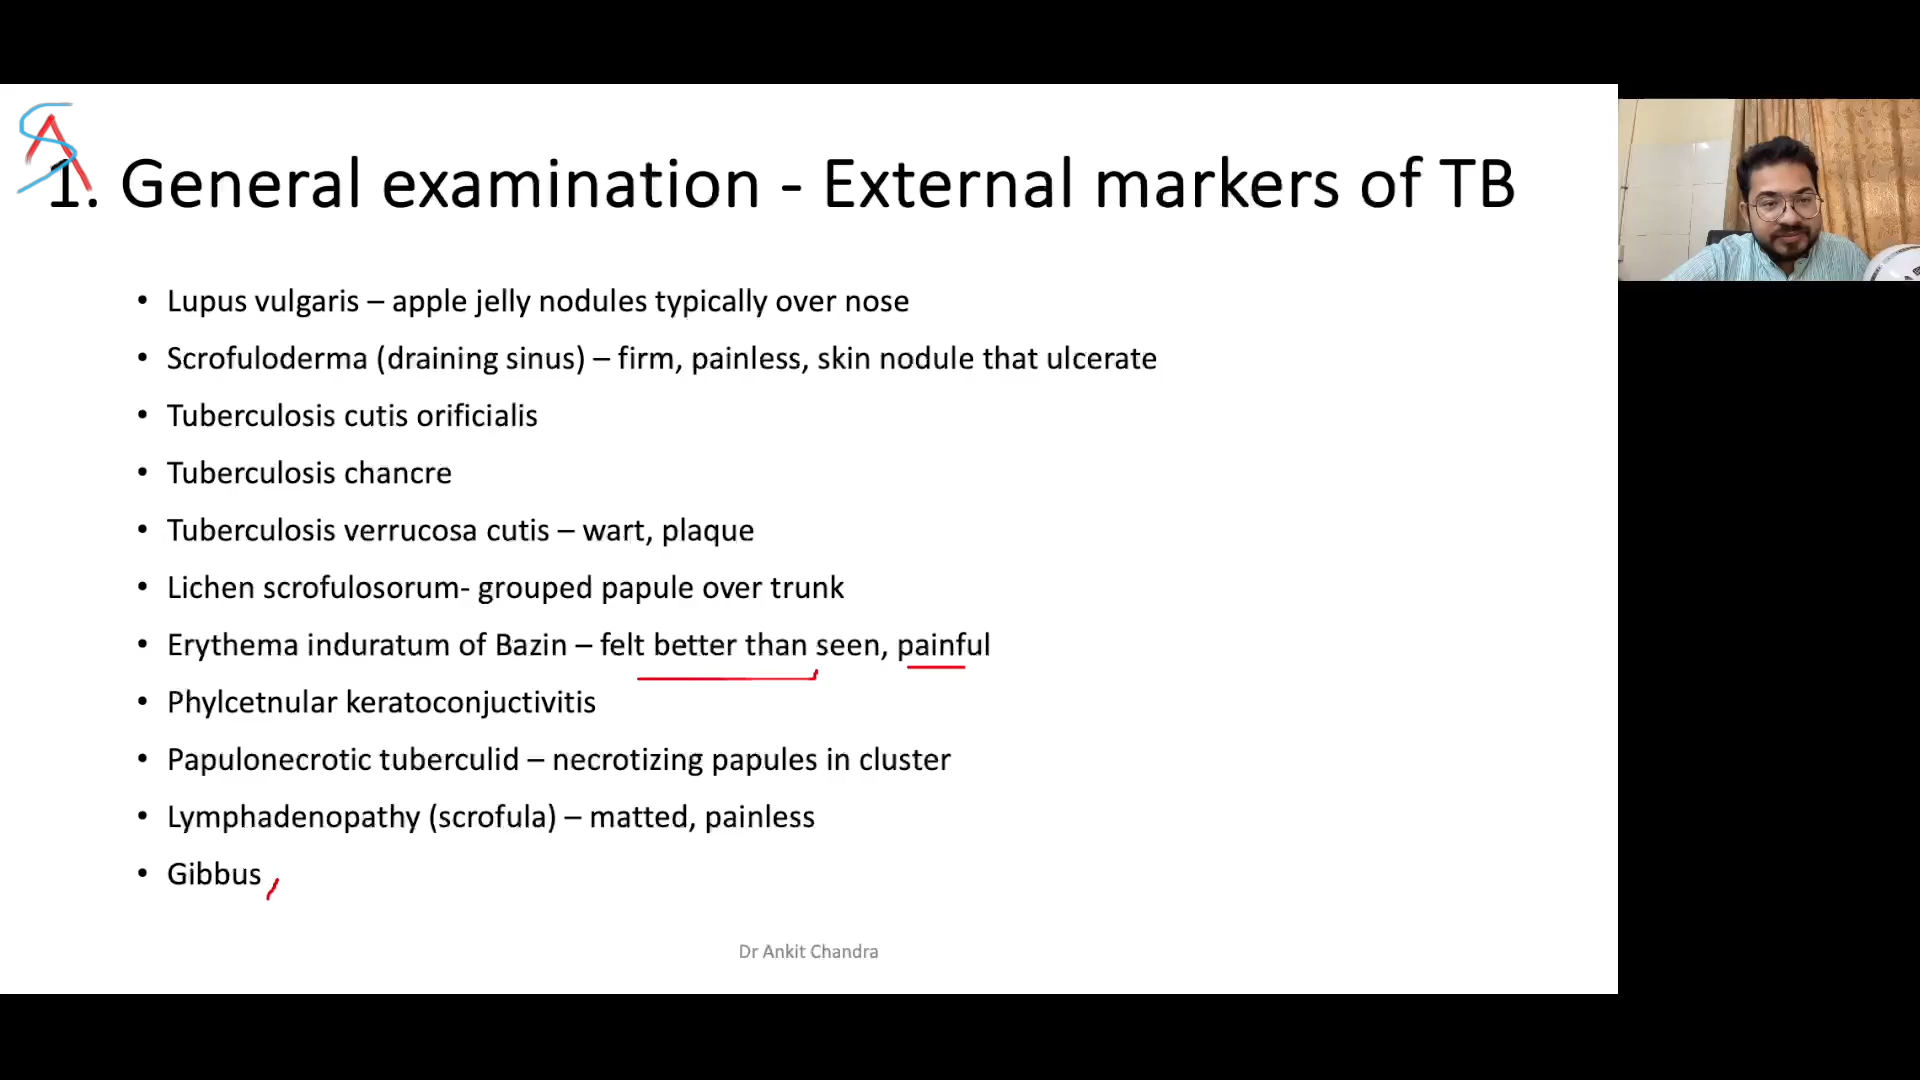 1. General examination - External markers of TB
• Lupus vulgaris – apple jelly nodules typically over nose
• Scrofuloderma (draining sinus) – firm, painless, skin nodule that ulcerate
• Tuberculosis cutis orificialis
• Tuberculosis chancre
• Tuberculosis verrucosa cutis – wart, plaque
• Lichen scrofulosorum- grouped papule over trunk
• Erythema induratum of Bazin – felt better than seen, painful
• Phylcetnular keratoconjuctivitis
• Papulonecrotic tuberculid – necrotizing papules in cluster
• Lymphadenopathy (scrofula) – matted, painless
• Gibbus
Dr Ankit Chandra